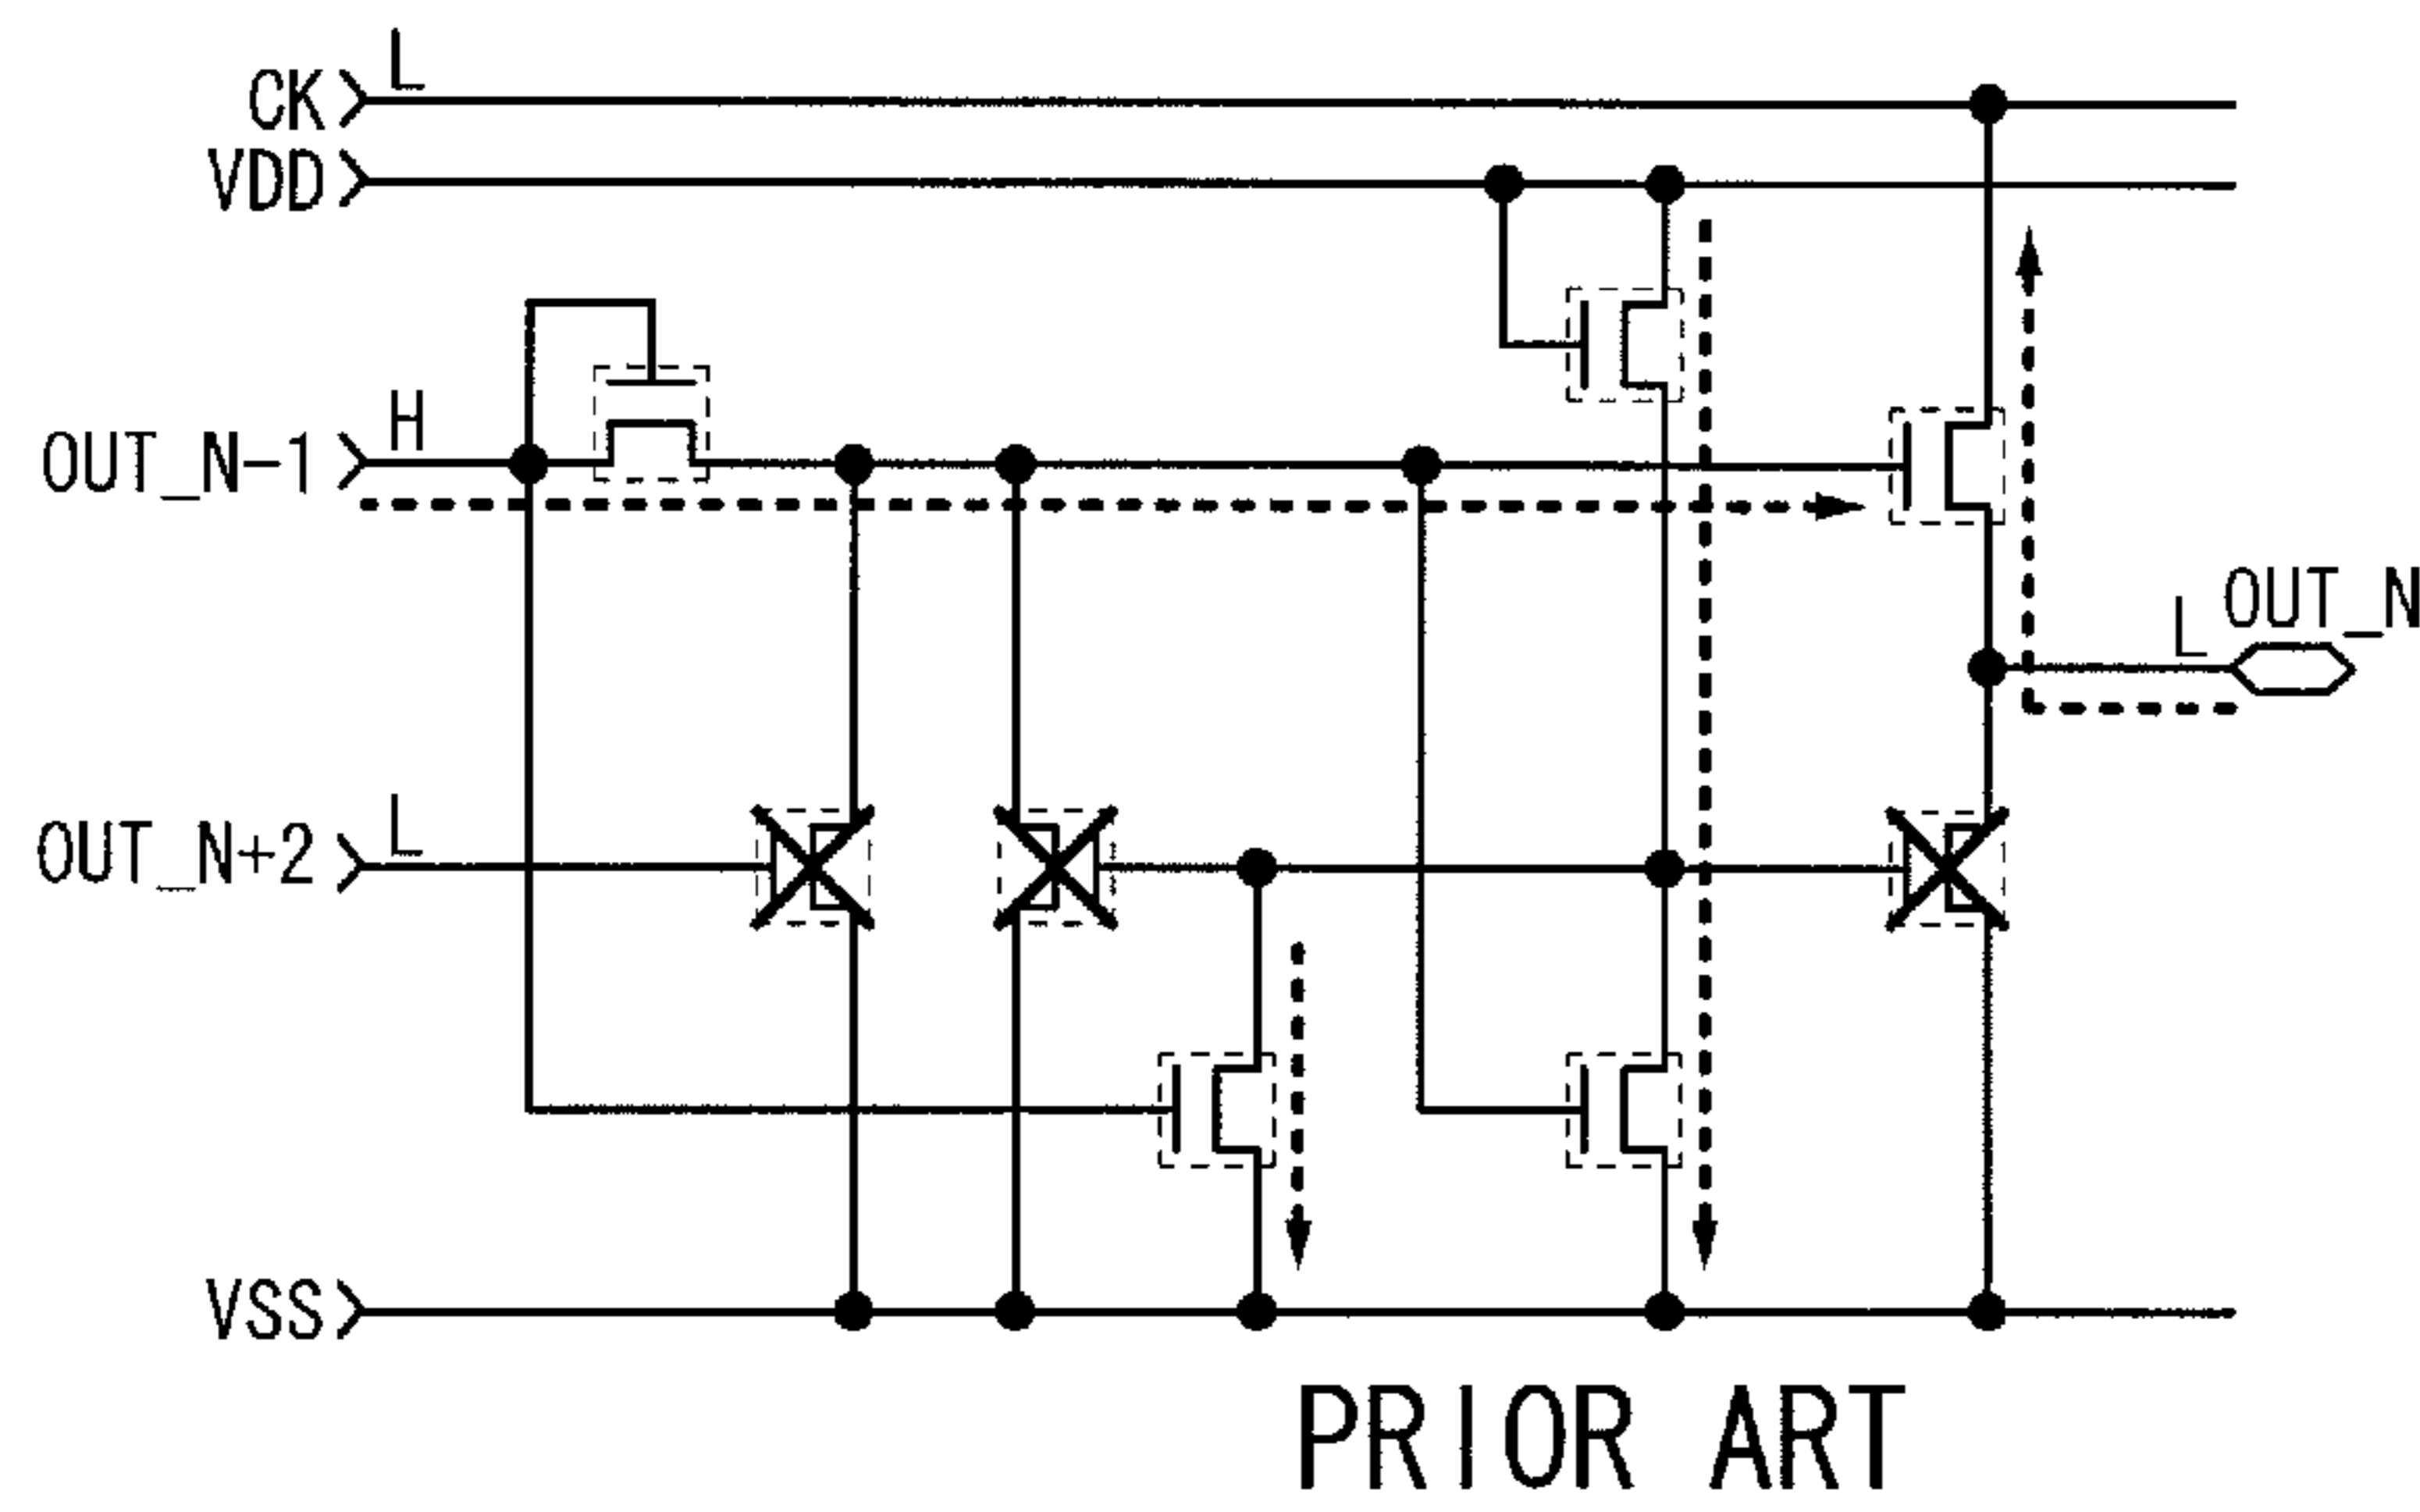 CK
L
VDD
OUT_N-1
H
OUT_N
L
OUT_N+2
L
VSS
PRIOR ART